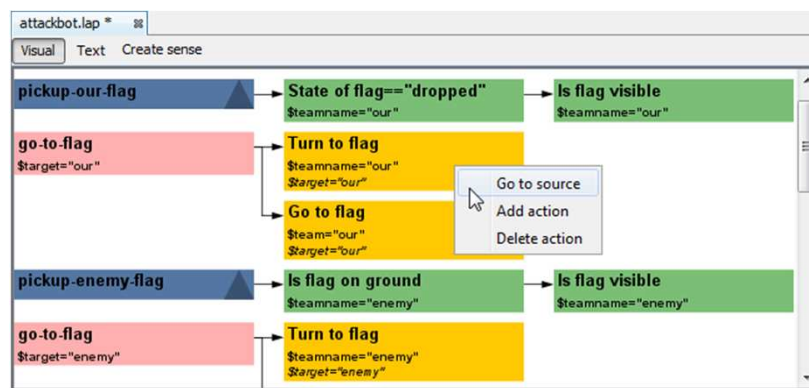 attackbot.lap *
Visual Text Create sense
pickup-our-flag
State of flag=="dropped"
$teamname="our"
Is flag visible
$teamname="our"
go-to-flag
$target="our"
Turn to flag
$teamname="our"
$target="our"
Go to source
Add action
Delete action
Go to flag
$team="our"
$target="our"
pickup-enemy-flag
Is flag on ground
$teamname="enemy"
Is flag visible
$teamname="enemy"
go-to-flag
$target="enemy"
Turn to flag
$teamname="enemy"
$target="enemy"